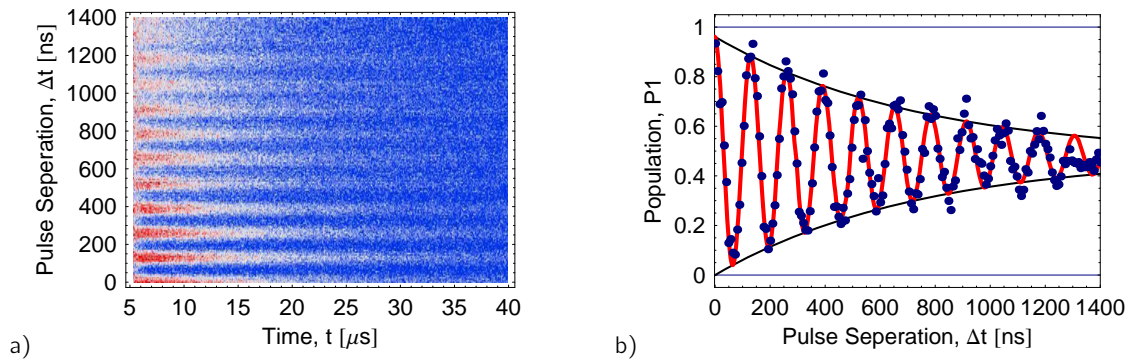 1400
1200
1000
800
600
400
200
0
Pulse Seperation, Δt [ns]
5 10 15 20 25 30 35 40
Time, t [μs]
a)
1
0.8
0.6
0.4
0.2
0
Population, P1
0 200 400 600 800 1000 1200 1400
Pulse Seperation, Δt [ns]
b)